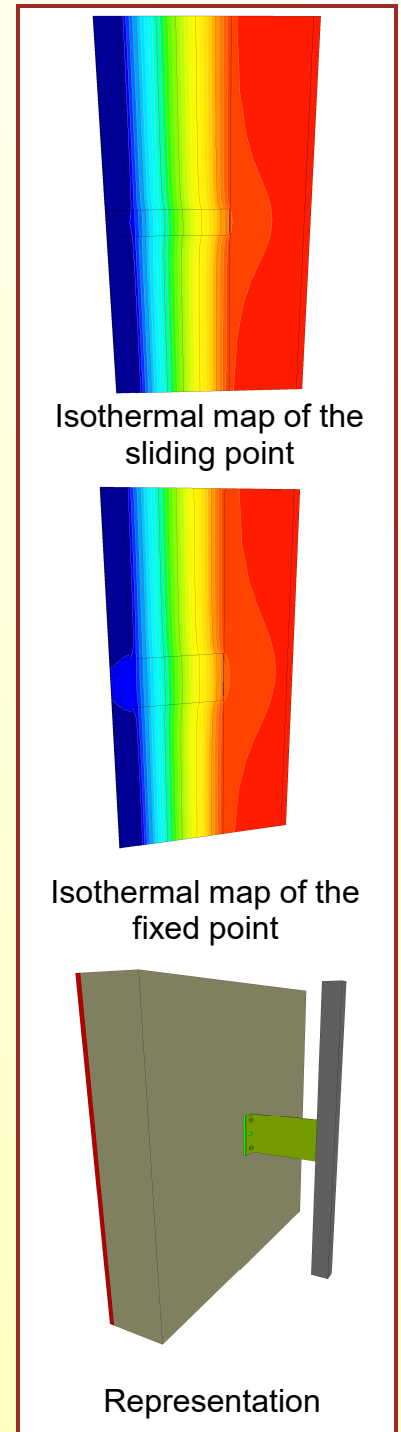 Isothermal map of the
sliding point
Isothermal map of the
fixed point
Representation